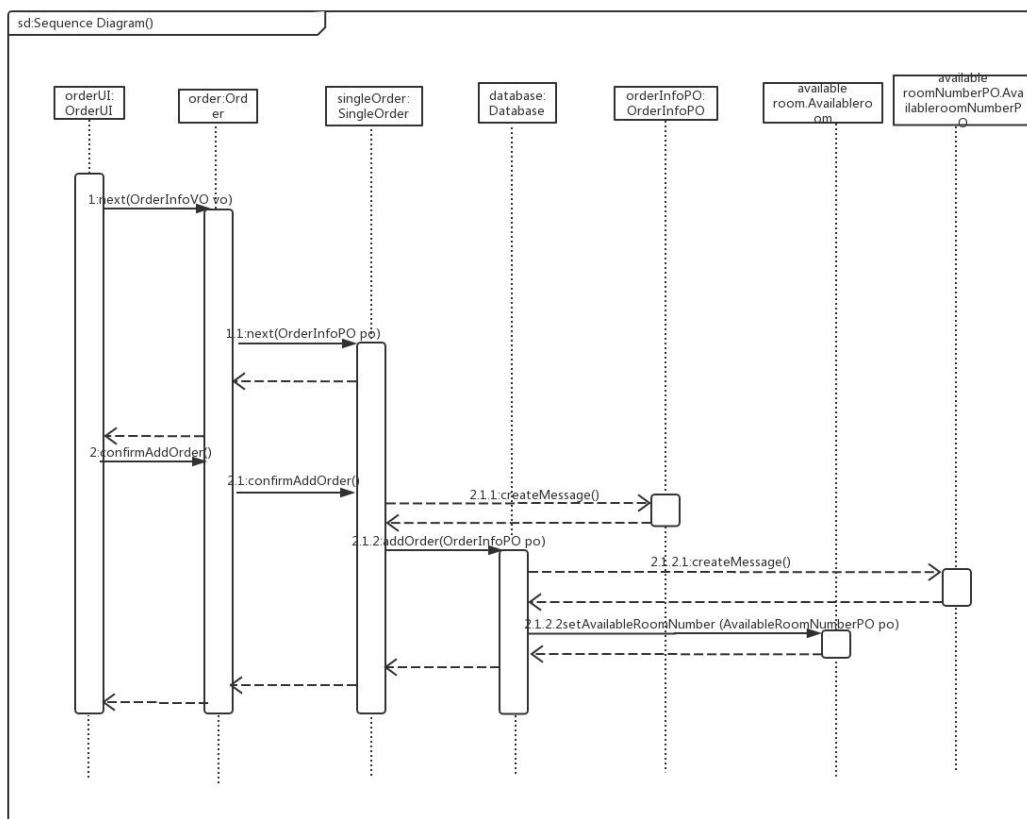 sd:Sequence Diagram()
orderUI:
OrderUI
order:Ord
er
singleOrder:
SingleOrder
database:
Database
orderInfoPO:
OrderInfoPO
available
room.Availablero
om
available
roomNumberPO.Ava
ilableroomNumberP
O
1:next(OrderInfoVO vo)
1.1:next(OrderInfoPO po)
2:confirmAddOrder()
2.1:confirmAddOrder()
2.1.1:createMessage()
2.1.2:addOrder(OrderInfoPO po)
2.1.2.1:createMessage()
2.1.2.2setAvailableRoomNumber (AvailableRoomNumberPO po)